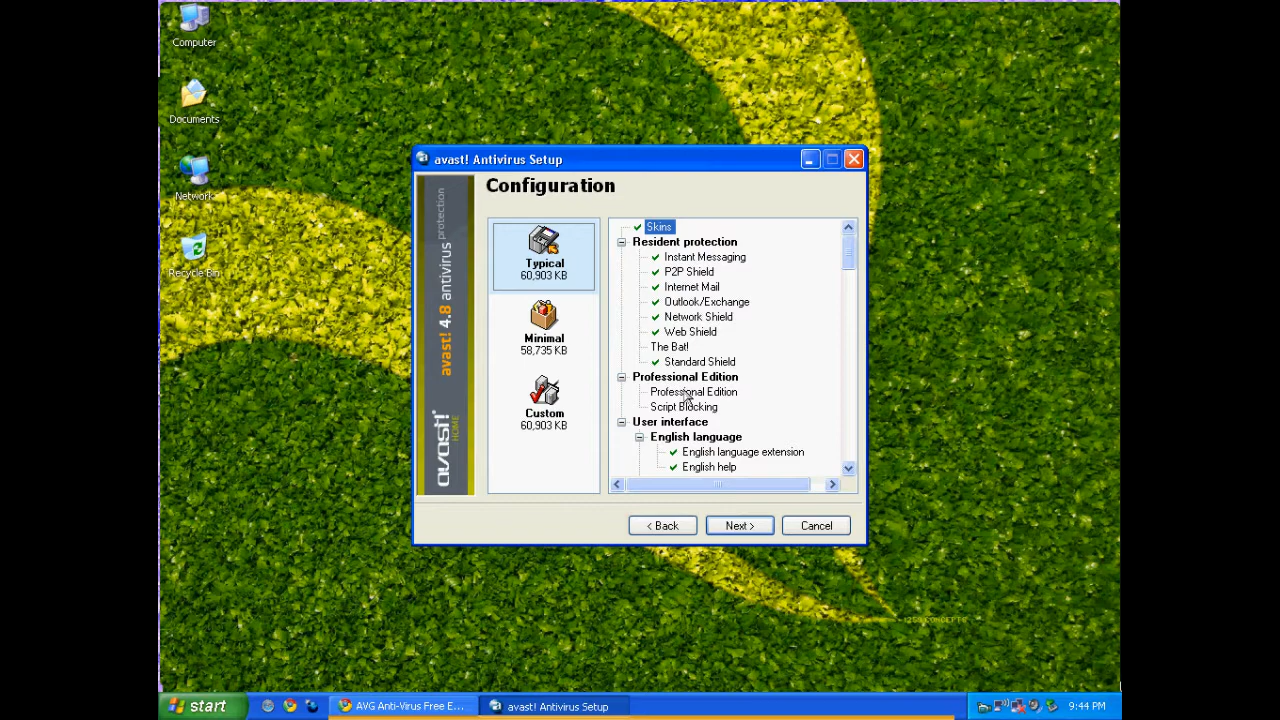 Computer
Documents
Network
Recycle Bin
avast! Antivirus Setup
Configuration
avast! 4.8 antivirus protection
avast! HOME
Typical
60,903 KB
Minimal
58,735 KB
Custom
60,903 KB
Skins
Resident protection
Instant Messaging
P2P Shield
Internet Mail
Outlook/Exchange
Network Shield
Web Shield
The Bat!
Standard Shield
Professional Edition
Professional Edition
Script Blocking
User interface
English language
English language extension
English help
< Back
Next >
Cancel
start
AVG Anti-Virus Free E...
avast! Antivirus Setup
9:44 PM